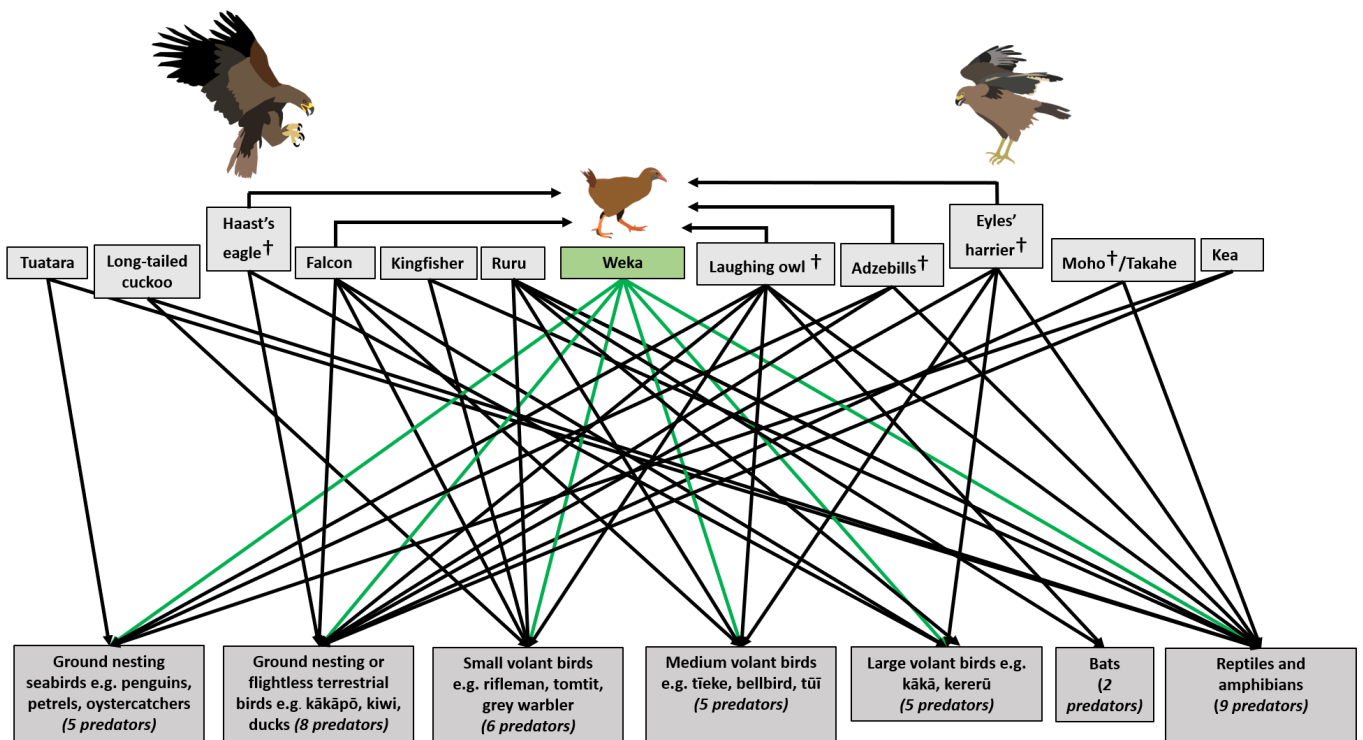 Haast's
eagle†
Eyles'
harrier†
Tuatara
Long-tailed
cuckoo
Falcon
Kingfisher
Ruru
Weka
Laughing owl †
Adzebills†
Moho†/Takahe
Kea
Ground nesting
seabirds e.g. penguins,
petrels, oystercatchers
(5 predators)
Ground nesting or
flightless terrestrial
birds e.g. kākāpō, kiwi,
ducks (8 predators)
Small volant birds
e.g. rifleman, tomtit,
grey warbler
(6 predators)
Medium volant birds
e.g. tīeke, bellbird, tūī
(5 predators)
Large volant birds e.g.
kākā, kererū
(5 predators)
Bats
(2
predators)
Reptiles and
amphibians
(9 predators)